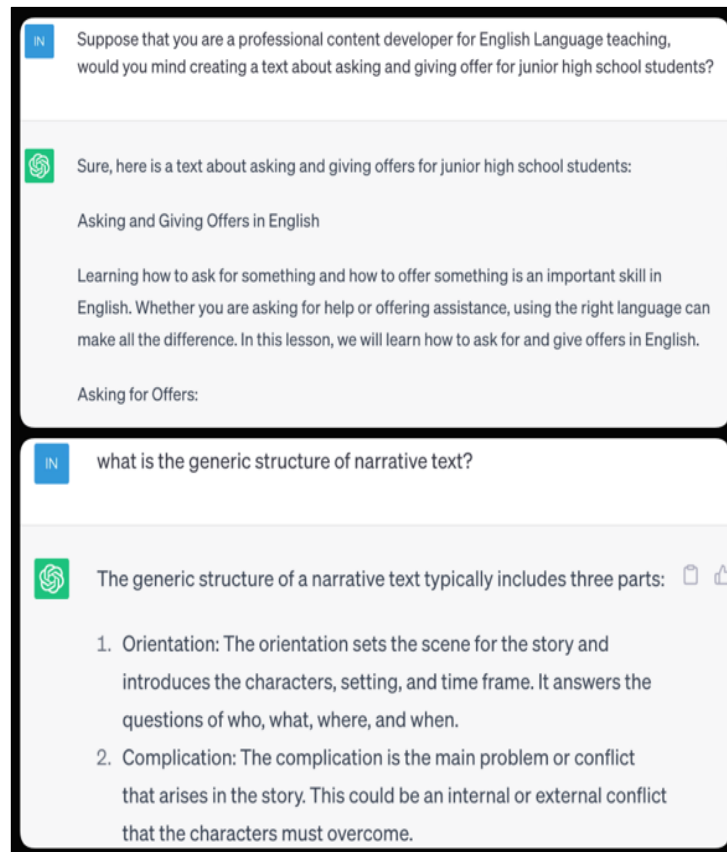 IN
Suppose that you are a professional content developer for English Language teaching,
would you mind creating a text about asking and giving offer for junior high school students?
Sure, here is a text about asking and giving offers for junior high school students:
Asking and Giving Offers in English
Learning how to ask for something and how to offer something is an important skill in
English. Whether you are asking for help or offering assistance, using the right language can
make all the difference. In this lesson, we will learn how to ask for and give offers in English.
Asking for Offers:
IN
what is the generic structure of narrative text?
The generic structure of a narrative text typically includes three parts:
1. Orientation: The orientation sets the scene for the story and
introduces the characters, setting, and time frame. It answers the
questions of who, what, where, and when.
2. Complication: The complication is the main problem or conflict
that arises in the story. This could be an internal or external conflict
that the characters must overcome.